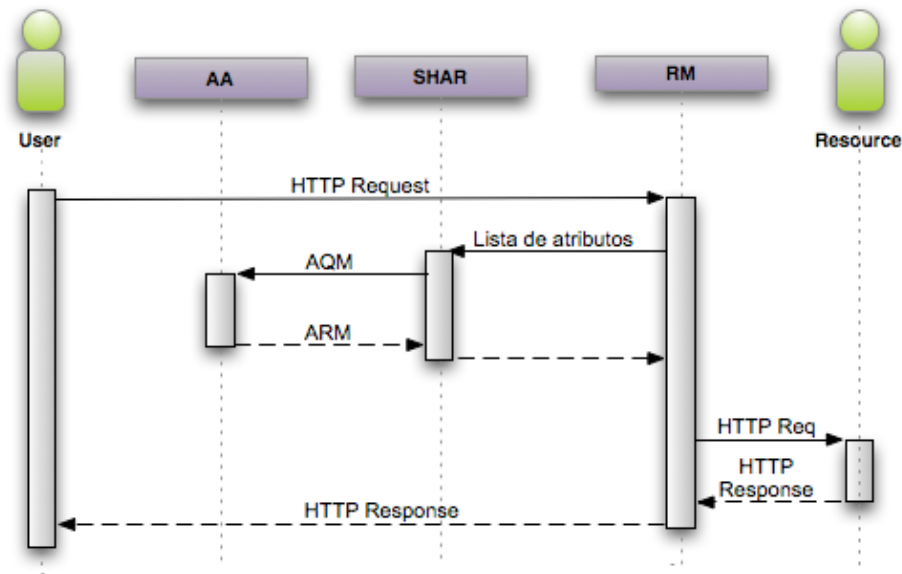 AA
SHAR
RM
User
Resource
HTTP Request
Lista de atributos
AQM
ARM
HTTP Req
HTTP
Response
HTTP Response